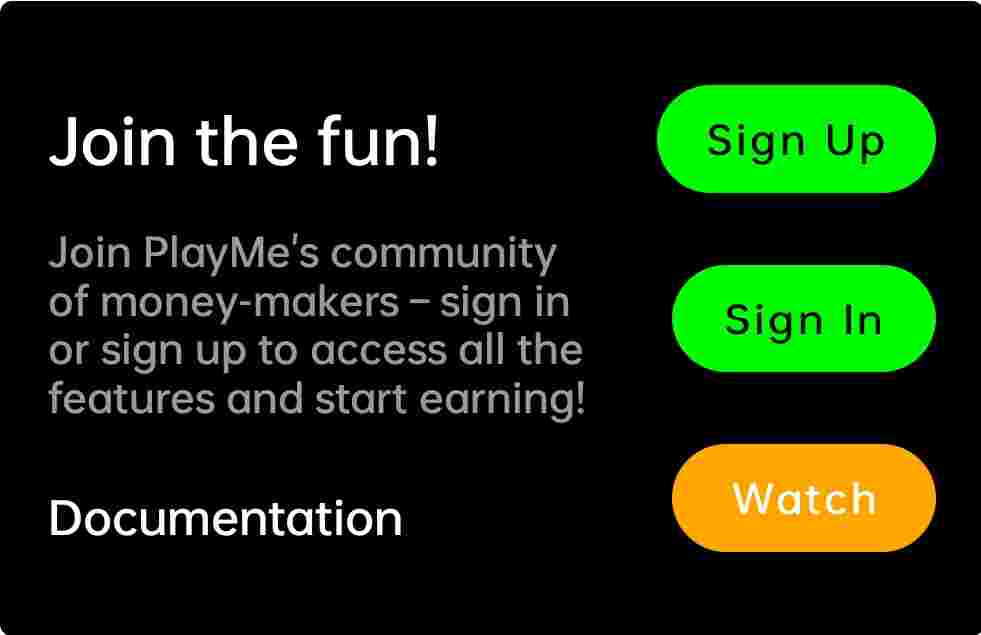 Join the fun!
Sign Up
Join PlayMe's community
of money-makers – sign in
or sign up to access all the
features and start earning!
Sign In
Documentation
Watch